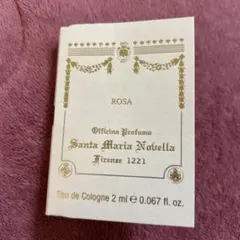 ROSA
Officina Profumo
Santa Maria Novella
Firenze 1221
Eau de Cologne 2 ml e 0.067 fl. oz.